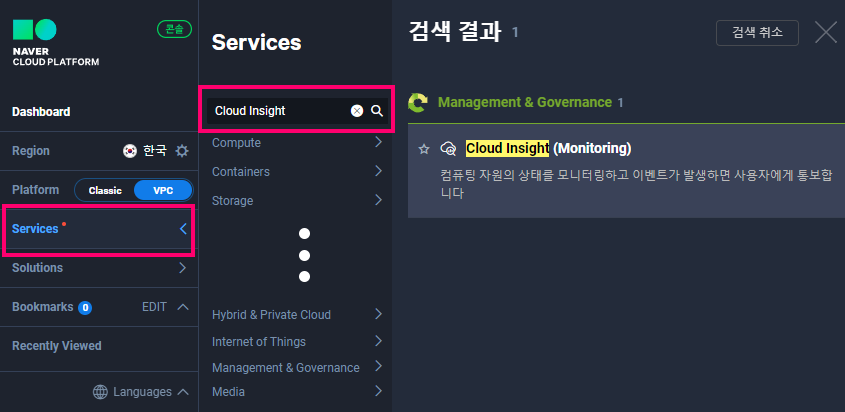 NAVER
CLOUD PLATFORM
콘솔
Dashboard
Region
한국
Platform
Classic
VPC
Services
Solutions
Bookmarks 0
EDIT
Recently Viewed
Languages
Services
Cloud Insight
Compute
Containers
Storage
Hybrid & Private Cloud
Internet of Things
Management & Governance
Media
검색 결과 1
검색 취소
Management & Governance 1
Cloud Insight (Monitoring)
컴퓨팅 자원의 상태를 모니터링하고 이벤트가 발생하면 사용자에게 통보합
니다